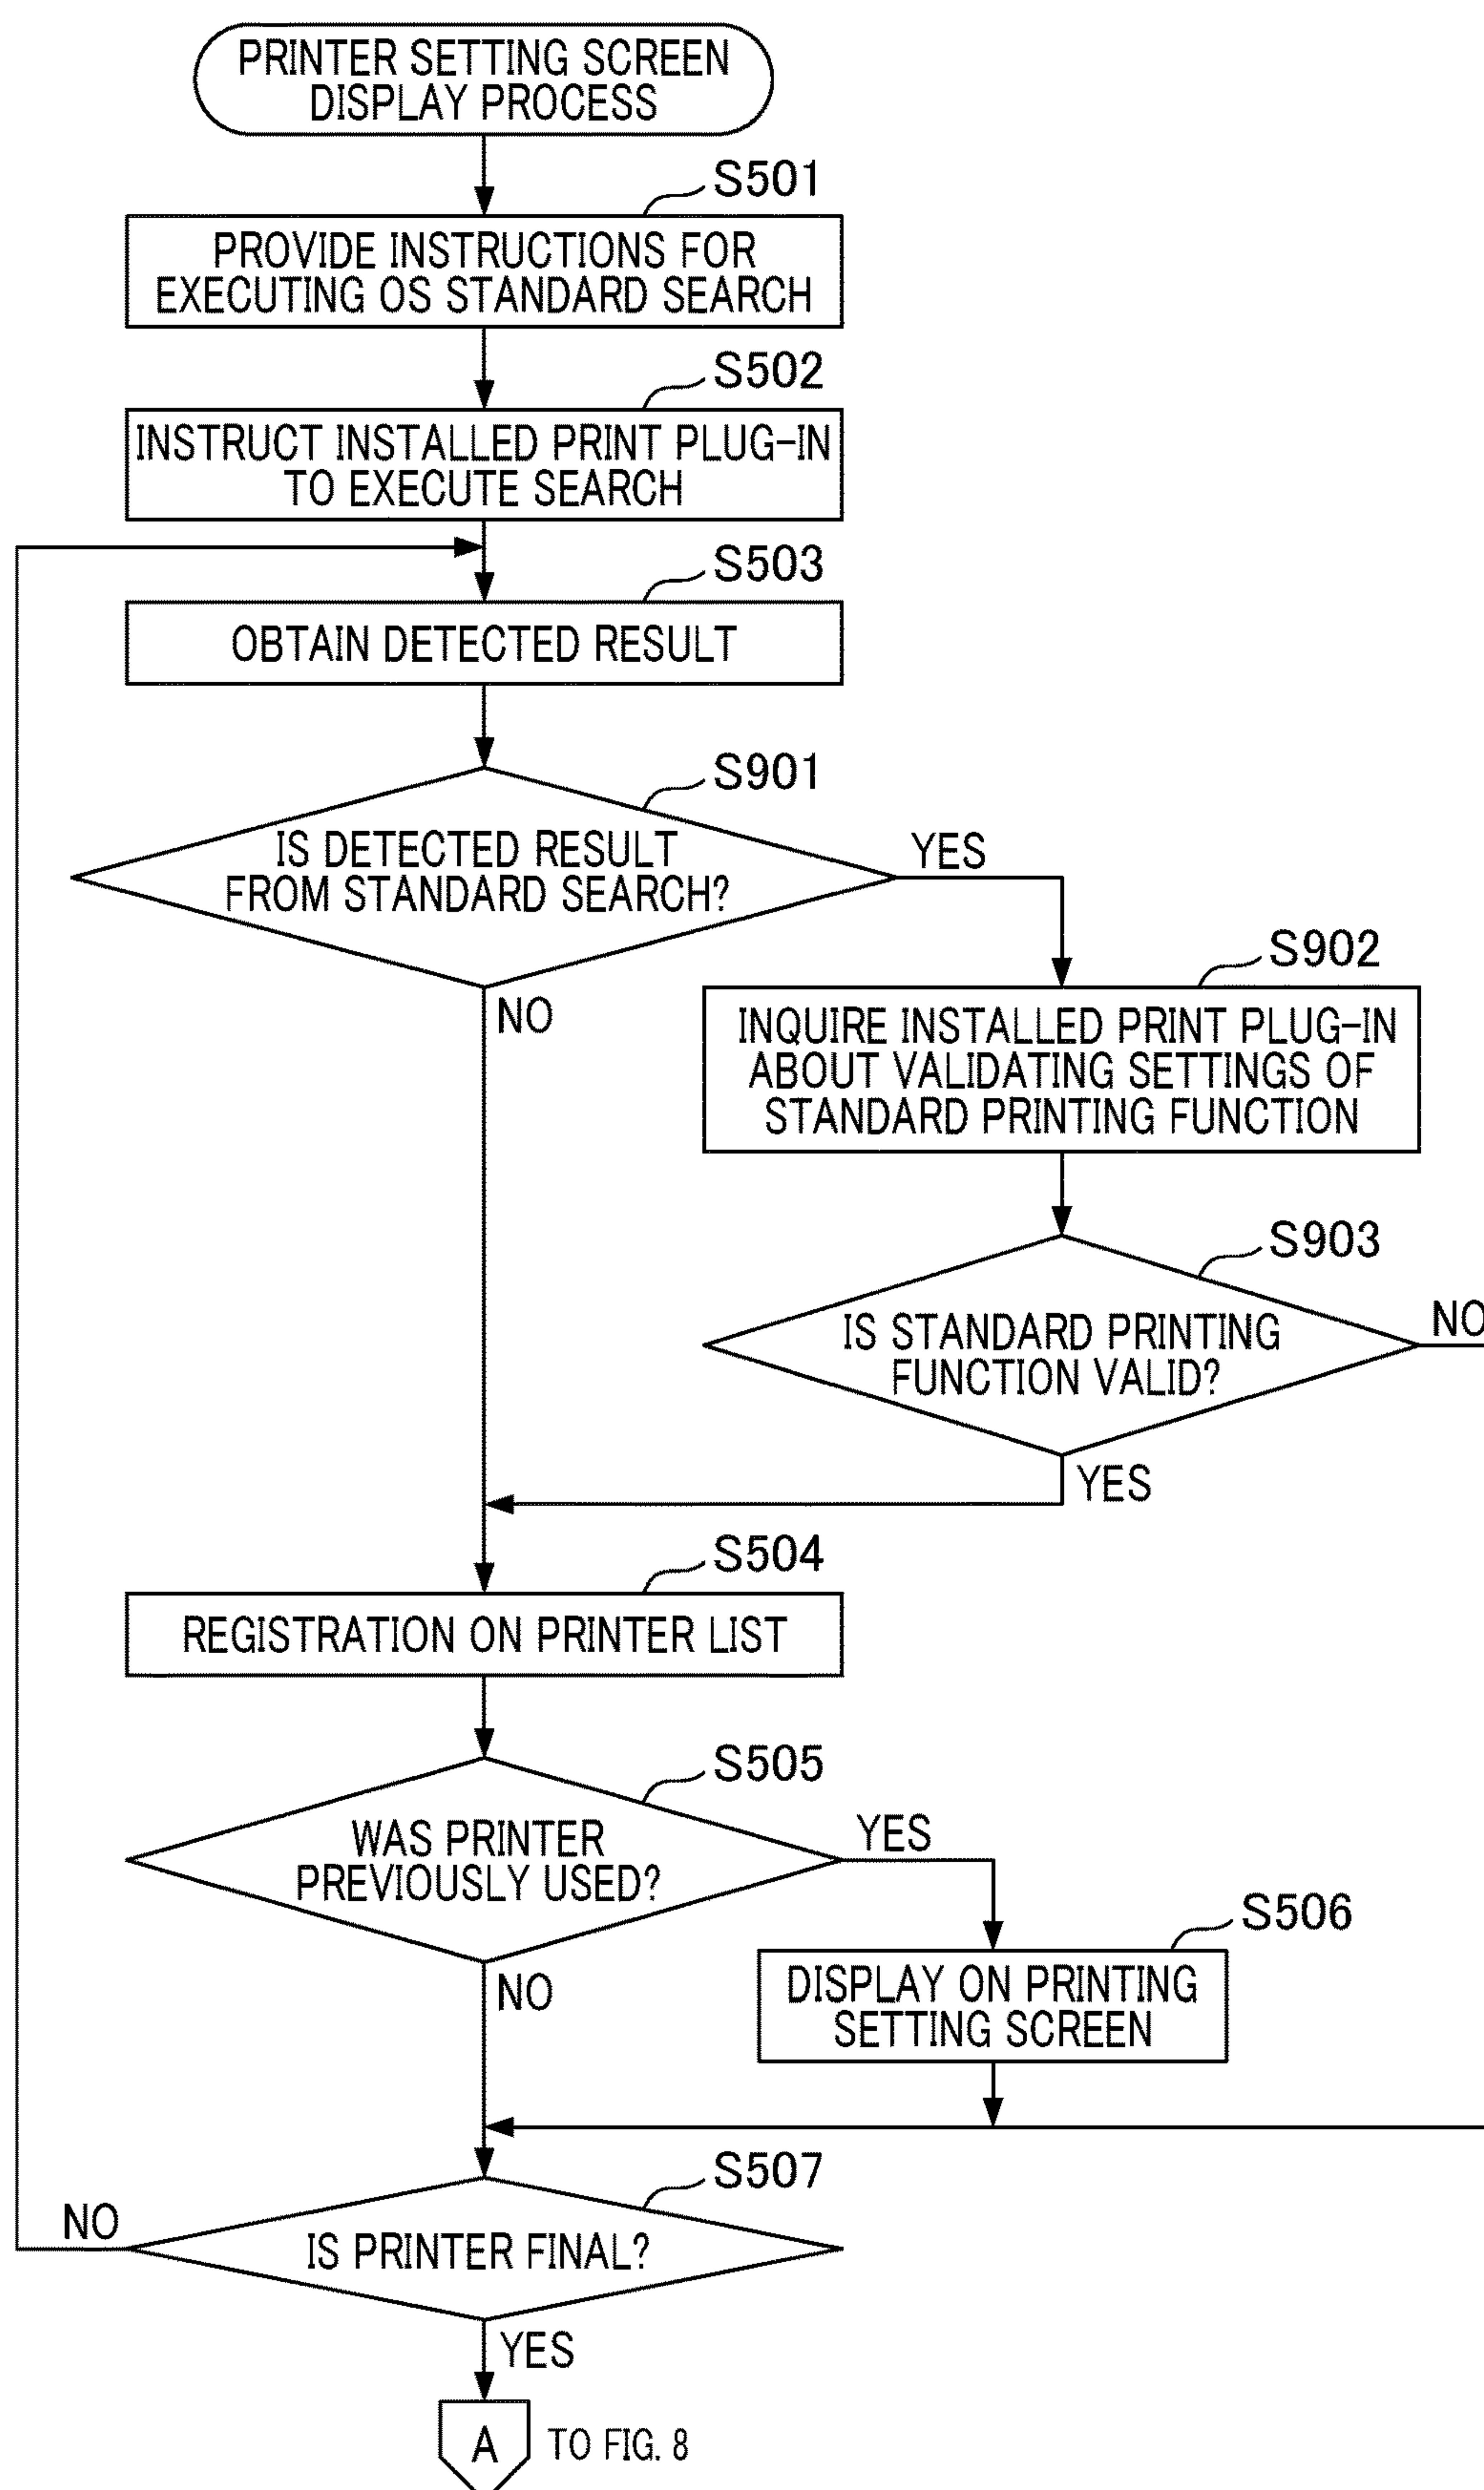 PRINTER SETTING SCREEN
DISPLAY PROCESS
S501
PROVIDE INSTRUCTIONS FOR
EXECUTING OS STANDARD SEARCH
S502
INSTRUCT INSTALLED PRINT PLUG-IN
TO EXECUTE SEARCH
S503
OBTAIN DETECTED RESULT
S901
IS DETECTED RESULT
FROM STANDARD SEARCH?
YES
NO
S902
INQUIRE INSTALLED PRINT PLUG-IN
ABOUT VALIDATING SETTINGS OF
STANDARD PRINTING FUNCTION
S903
IS STANDARD PRINTING
FUNCTION VALID?
NO
YES
S504
REGISTRATION ON PRINTER LIST
S505
WAS PRINTER
PREVIOUSLY USED?
YES
NO
S506
DISPLAY ON PRINTING
SETTING SCREEN
S507
IS PRINTER FINAL?
NO
YES
A
TO FIG. 8